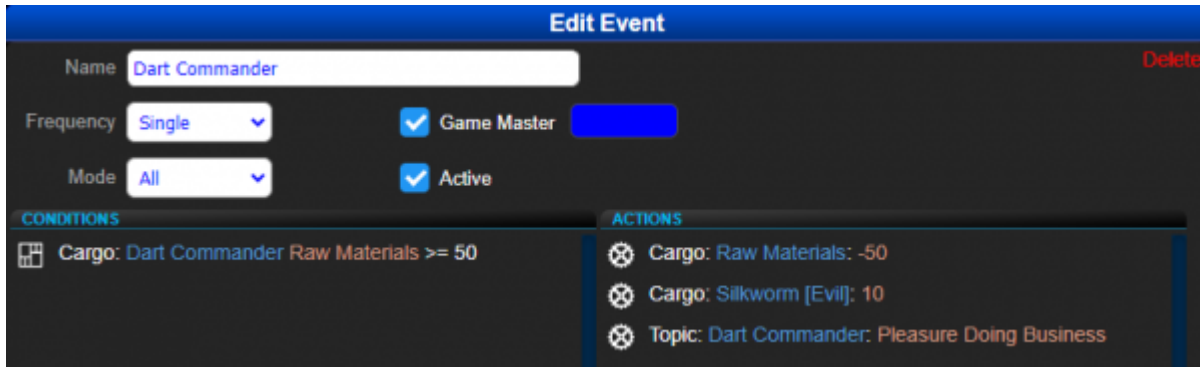 Edit Event
Name Dart Commander Delete
Frequency Single Game Master
Mode All Active
CONDITIONS ACTIONS
Cargo: Dart Commander Raw Materials >= 50 Cargo: Raw Materials: -50
Cargo: Silkworm [Evil]: 10
Topic: Dart Commander: Pleasure Doing Business